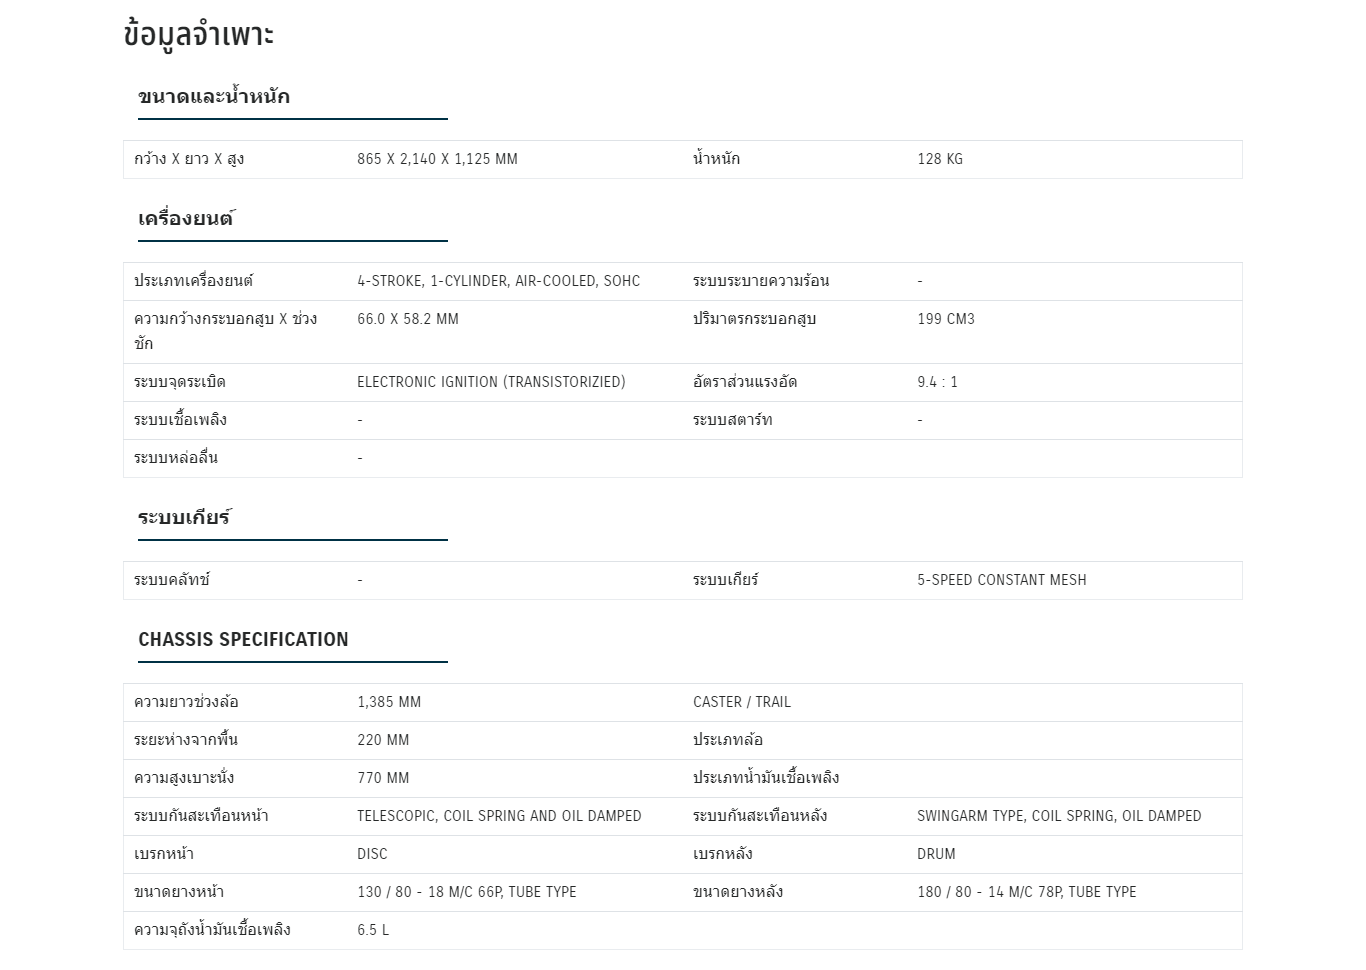 ข้อมูลจำเพาะ
ขนาดและน้ำหนัก
กว้าง X ยาว X สูง 865 X 2,140 X 1,125 MM น้ำหนัก 128 KG
เครื่องยนต์
ประเภทเครื่องยนต์ 4-STROKE, 1-CYLINDER, AIR-COOLED, SOHC ระบบระบายความร้อน -
ความกว้างกระบอกสูบ X ช่วง 66.0 X 58.2 MM ปริมาตรกระบอกสูบ 199 CM3
ชัก
ระบบจุดระเบิด ELECTRONIC IGNITION (TRANSISTORIZIED) อัตราส่วนแรงอัด 9.4 : 1
ระบบเชื้อเพลิง - ระบบสตาร์ท -
ระบบหล่อลื่น -
ระบบเกียร์
ระบบคลัทช์ - ระบบเกียร์ 5-SPEED CONSTANT MESH
CHASSIS SPECIFICATION
ความยาวช่วงล้อ 1,385 MM CASTER / TRAIL
ระยะห่างจากพื้น 220 MM ประเภทล้อ
ความสูงเบาะนั่ง 770 MM ประเภทน้ำมันเชื้อเพลิง
ระบบกันสะเทือนหน้า TELESCOPIC, COIL SPRING AND OIL DAMPED ระบบกันสะเทือนหลัง SWINGARM TYPE, COIL SPRING, OIL DAMPED
เบรกหน้า DISC เบรกหลัง DRUM
ขนาดยางหน้า 130 / 80 - 18 M/C 66P, TUBE TYPE ขนาดยางหลัง 180 / 80 - 14 M/C 78P, TUBE TYPE
ความจุถังน้ำมันเชื้อเพลิง 6.5 L